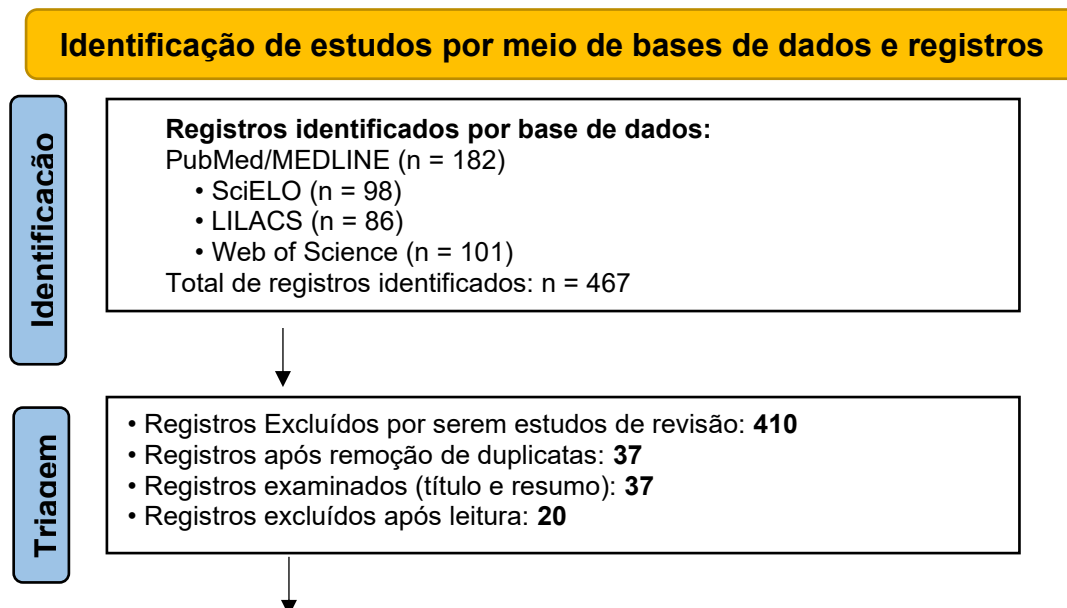 Identificação de estudos por meio de bases de dados e registros
Identificação
Registros identificados por base de dados:
PubMed/MEDLINE (n = 182)
• SciELO (n = 98)
• LILACS (n = 86)
• Web of Science (n = 101)
Total de registros identificados: n = 467
Triagem
• Registros Excluídos por serem estudos de revisão: 410
• Registros após remoção de duplicatas: 37
• Registros examinados (título e resumo): 37
• Registros excluídos após leitura: 20